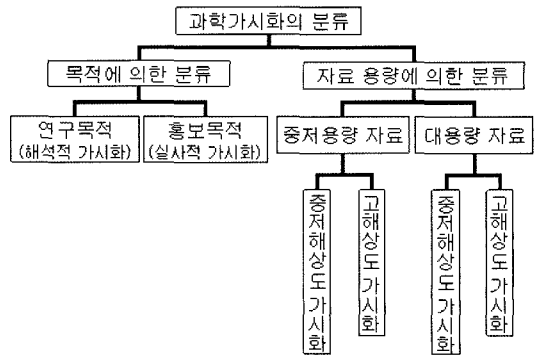 과학가시화의 분류
목적에 의한 분류
자료 용량에 의한 분류
연구목적
(해석적 가시화)
홍보목적
(실사적 가시화)
중저용량 자료
대용량 자료
중저해상도가시화
고해상도가시화
중저해상도가시화
고해상도가시화